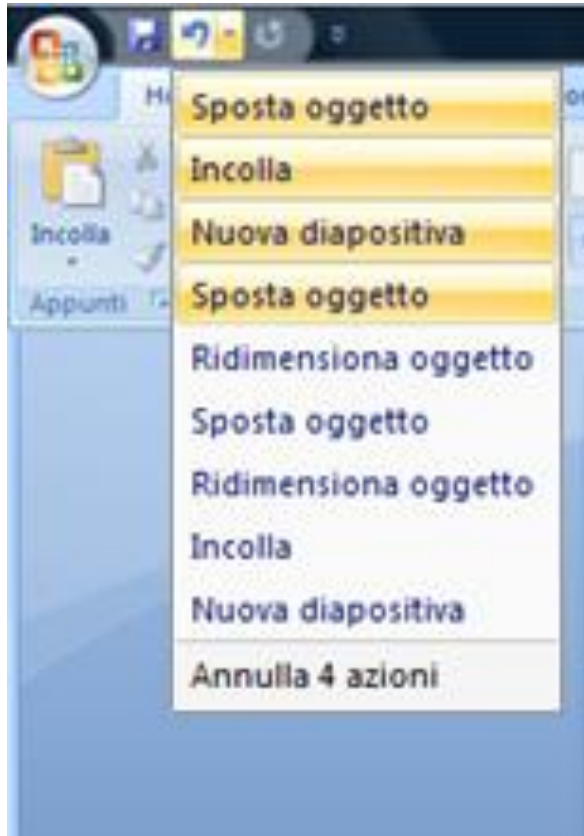 Sposta oggetto
Incolla
Nuova diapositiva
Sposta oggetto
Ridimensiona oggetto
Sposta oggetto
Ridimensiona oggetto
Incolla
Nuova diapositiva
Annulla 4 azioni
Incolla
Appunti